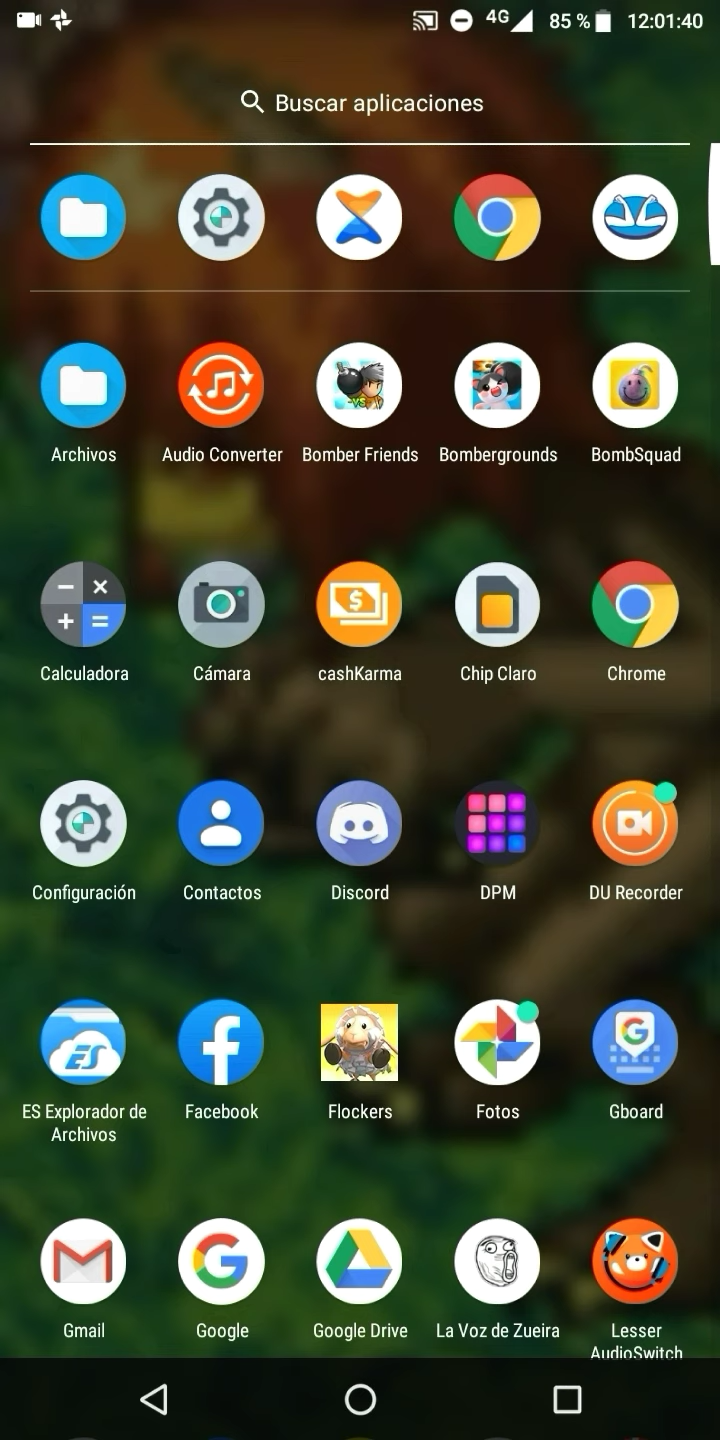 4G 85 % 12:01:40
Buscar aplicaciones
Archivos Audio Converter Bomber Friends Bombergrounds BombSquad
Calculadora Cámara cashKarma Chip Claro Chrome
Configuración Contactos Discord DPM DU Recorder
ES Explorador de Archivos Facebook Flockers Fotos Gboard
Gmail Google Google Drive La Voz de Zueira Lesser AudioSwitch